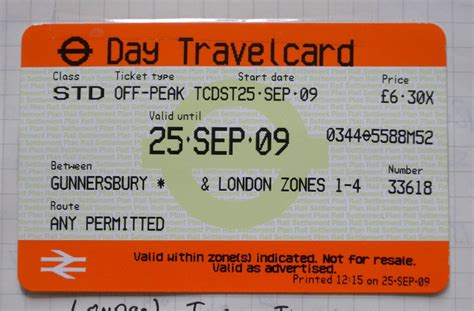 Day Travelcard
Class Ticket type Start date Price
STD OFF-PEAK TCDST25·SEP·09 £6·30X
Valid until
25·SEP·09 0344 5588M52
Between Number
GUNNERSBURY * & LONDON ZONES 1-4 33618
Route
ANY PERMITTED
Valid within zone(s) indicated. Not for resale.
Valid as advertised.
Printed 12:15 on 25-SEP-09